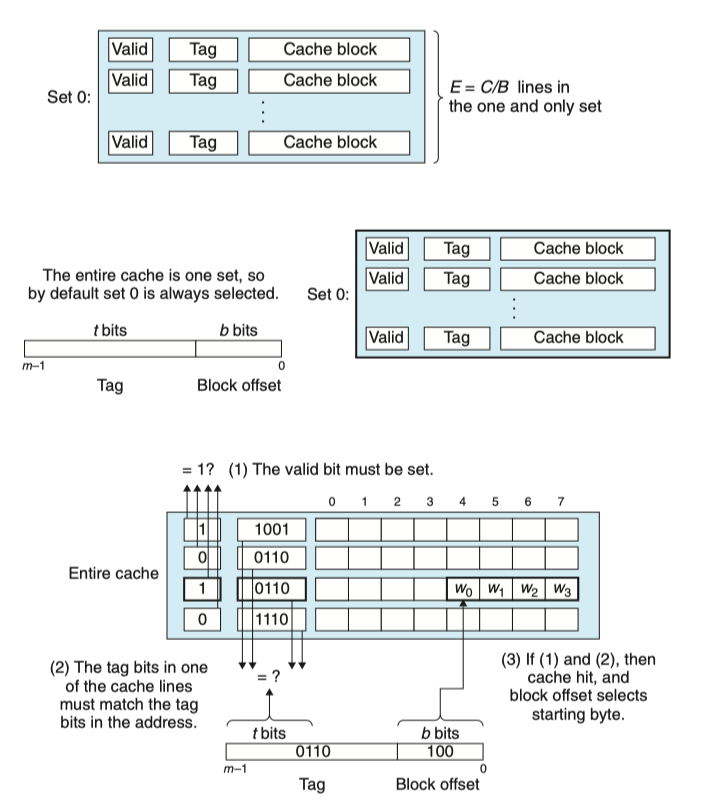 Valid Tag Cache block
Valid Tag Cache block
Set 0:
Valid Tag Cache block
E = C/B lines in
the one and only set
The entire cache is one set, so
by default set 0 is always selected.
t bits b bits
m–1 0
Tag Block offset
Set 0:
Valid Tag Cache block
Valid Tag Cache block
Valid Tag Cache block
= 1? (1) The valid bit must be set.
0 1 2 3 4 5 6 7
Entire cache
1 1001
0 0110
1 0110 w0 w1 w2 w3
0 1110
(2) The tag bits in one
of the cache lines
must match the tag
bits in the address.
= ?
(3) If (1) and (2), then
cache hit, and
block offset selects
starting byte.
t bits b bits
0110 100
m–1 0
Tag Block offset